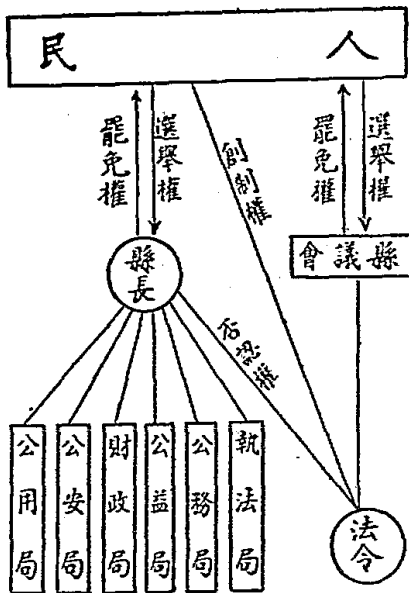 人民
選舉權
罷免權
創制權
選舉權
罷免權
縣議會
縣長
否認權
執法局
公務局
公益局
財政局
公安局
公用局
法令